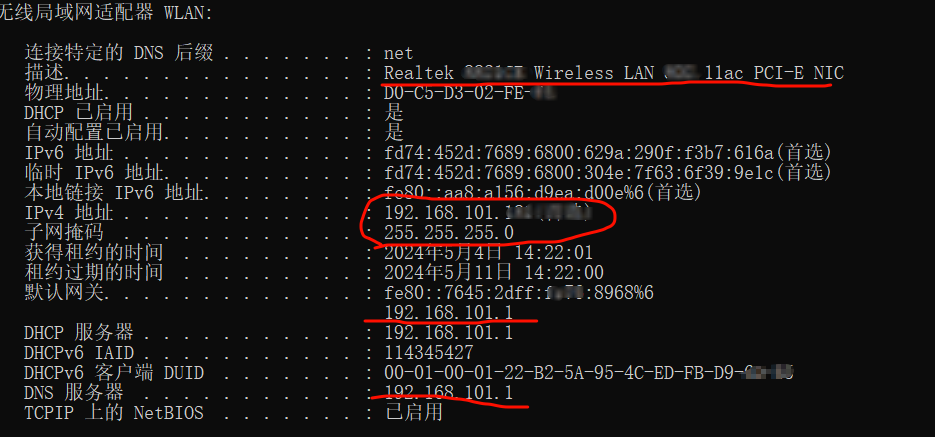 无线局域网适配器 WLAN:
连接特定的 DNS 后缀 . . . . . . . : net
描述. . . . . . . . . . . . . . . : Realtek Wireless LAN 11ac PCI-E NIC
物理地址. . . . . . . . . . . . . : D0-C5-D3-02-FE-
DHCP 已启用 . . . . . . . . . . . : 是
自动配置已启用. . . . . . . . . . : 是
IPv6 地址 . . . . . . . . . . . . : fd74:452d:7689:6800:629a:290f:f3b7:616a(首选)
临时 IPv6 地址. . . . . . . . . . : fd74:452d:7689:6800:304e:7f63:6f39:9e1c(首选)
本地链接 IPv6 地址. . . . . . . . : fe80::aa8:a156:d9ea:d00e%6(首选)
IPv4 地址 . . . . . . . . . . . . : 192.168.101.
子网掩码 . . . . . . . . . . . . : 255.255.255.0
获得租约的时间 . . . . . . . . . : 2024年5月4日 14:22:01
租约过期的时间 . . . . . . . . . : 2024年5月11日 14:22:00
默认网关. . . . . . . . . . . . . : fe80::7645:2dff: :8968%6
192.168.101.1
DHCP 服务器 . . . . . . . . . . . : 192.168.101.1
DHCPv6 IAID . . . . . . . . . . . : 114345427
DHCPv6 客户端 DUID . . . . . . . : 00-01-00-01-22-B2-5A-95-4C-ED-FB-D9-
DNS 服务器 . . . . . . . . . . . : 192.168.101.1
TCPIP 上的 NetBIOS . . . . . . . : 已启用